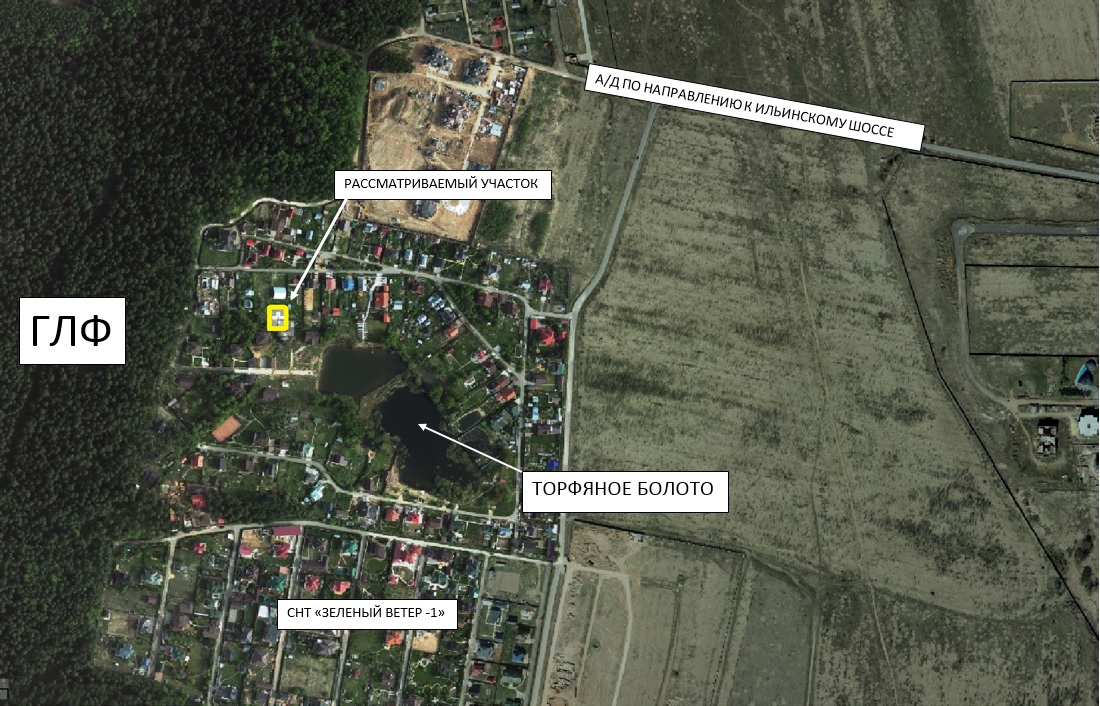 А/Д ПО НАПРАВЛЕНИЮ К ИЛЬИНСКОМУ ШОССЕ
РАССМАТРИВАЕМЫЙ УЧАСТОК
ГЛФ
ТОРФЯНОЕ БОЛОТО
СНТ «ЗЕЛЕНЫЙ ВЕТЕР -1»